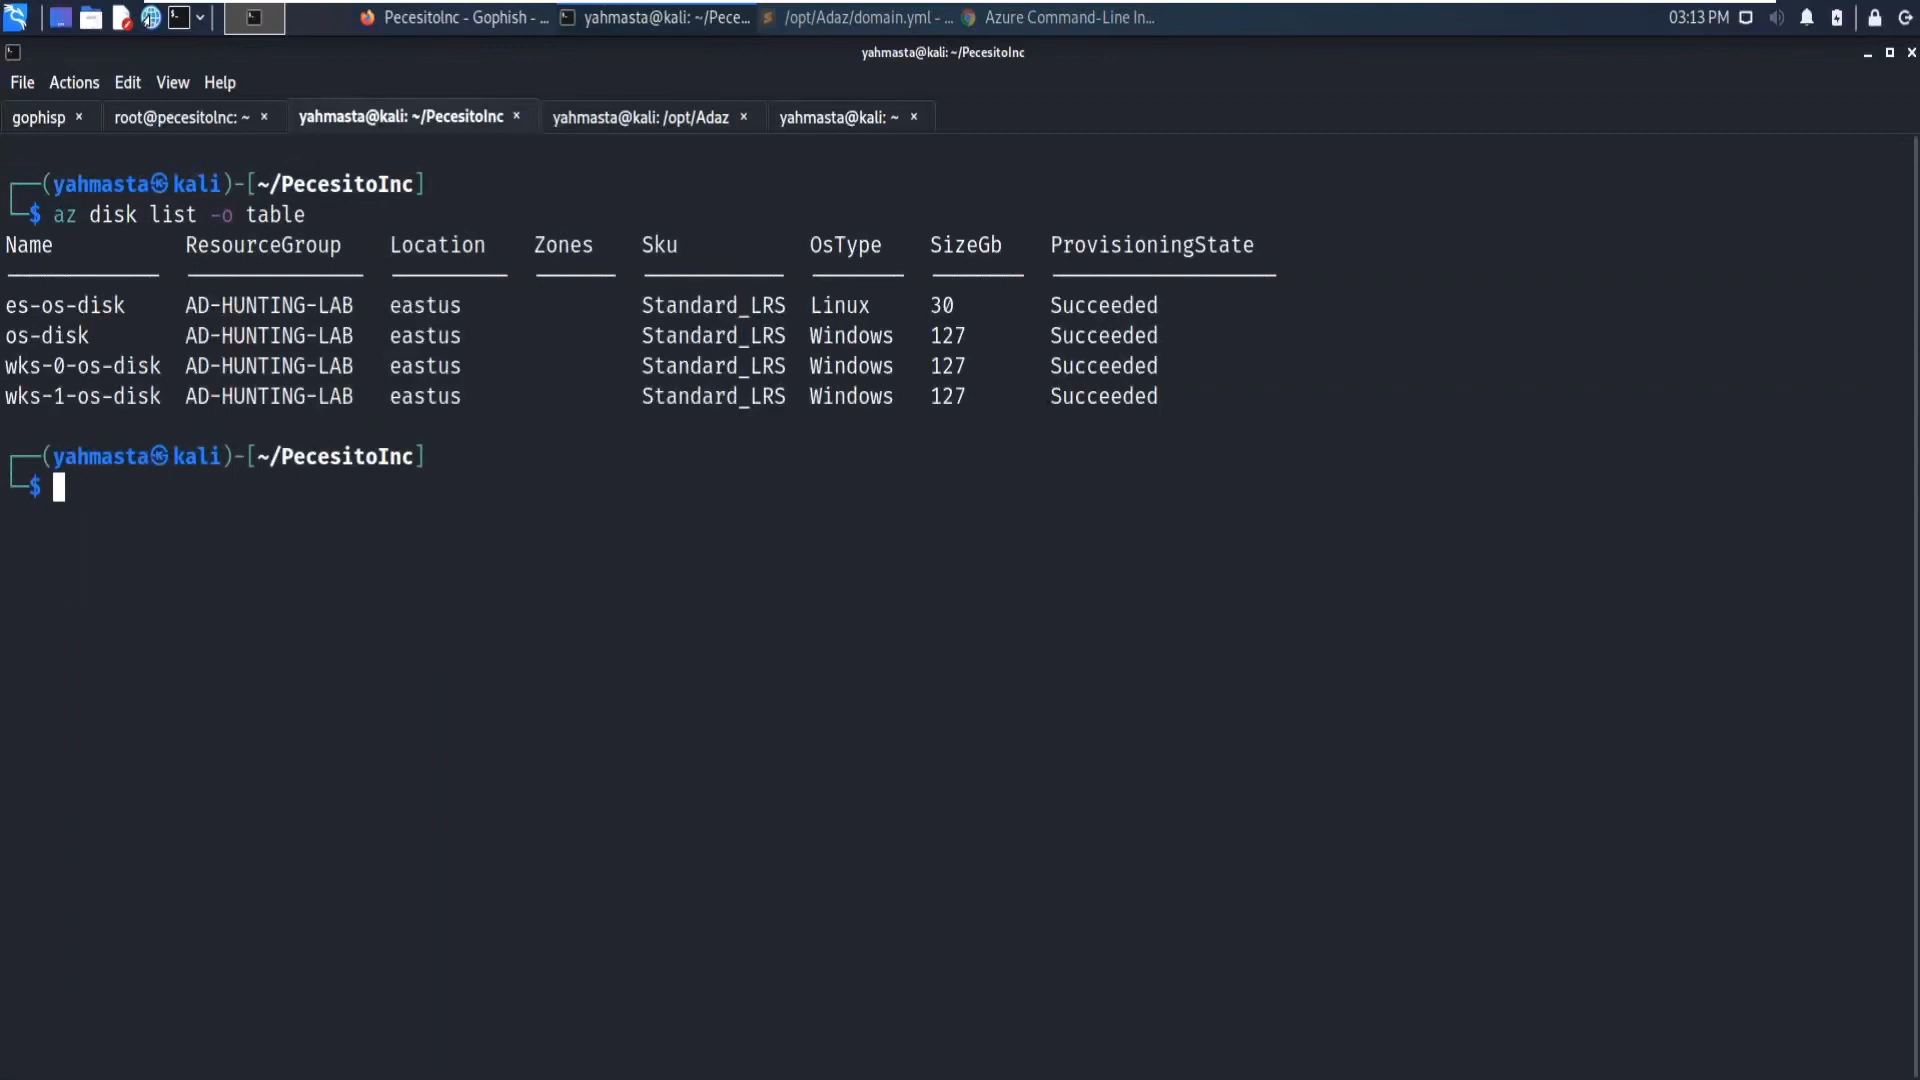 PecesitoInc - Gophish - ...
yahmasta@kali: ~/Pece...
/opt/Adaz/domain.yml - ...
Azure Command-Line In...
03:13 PM
yahmasta@kali: ~/PecesitoInc
File Actions Edit View Help
gophisp ×
root@pecesitoInc: ~ ×
yahmasta@kali: ~/PecesitoInc ×
yahmasta@kali: /opt/Adaz ×
yahmasta@kali: ~ ×
┌──(yahmasta㉿kali)-[~/PecesitoInc]
└─$ az disk list -o table
Name ResourceGroup Location Zones Sku OsType SizeGb ProvisioningState
es-os-disk AD-HUNTING-LAB eastus Standard_LRS Linux 30 Succeeded
os-disk AD-HUNTING-LAB eastus Standard_LRS Windows 127 Succeeded
wks-0-os-disk AD-HUNTING-LAB eastus Standard_LRS Windows 127 Succeeded
wks-1-os-disk AD-HUNTING-LAB eastus Standard_LRS Windows 127 Succeeded
┌──(yahmasta㉿kali)-[~/PecesitoInc]
└─$